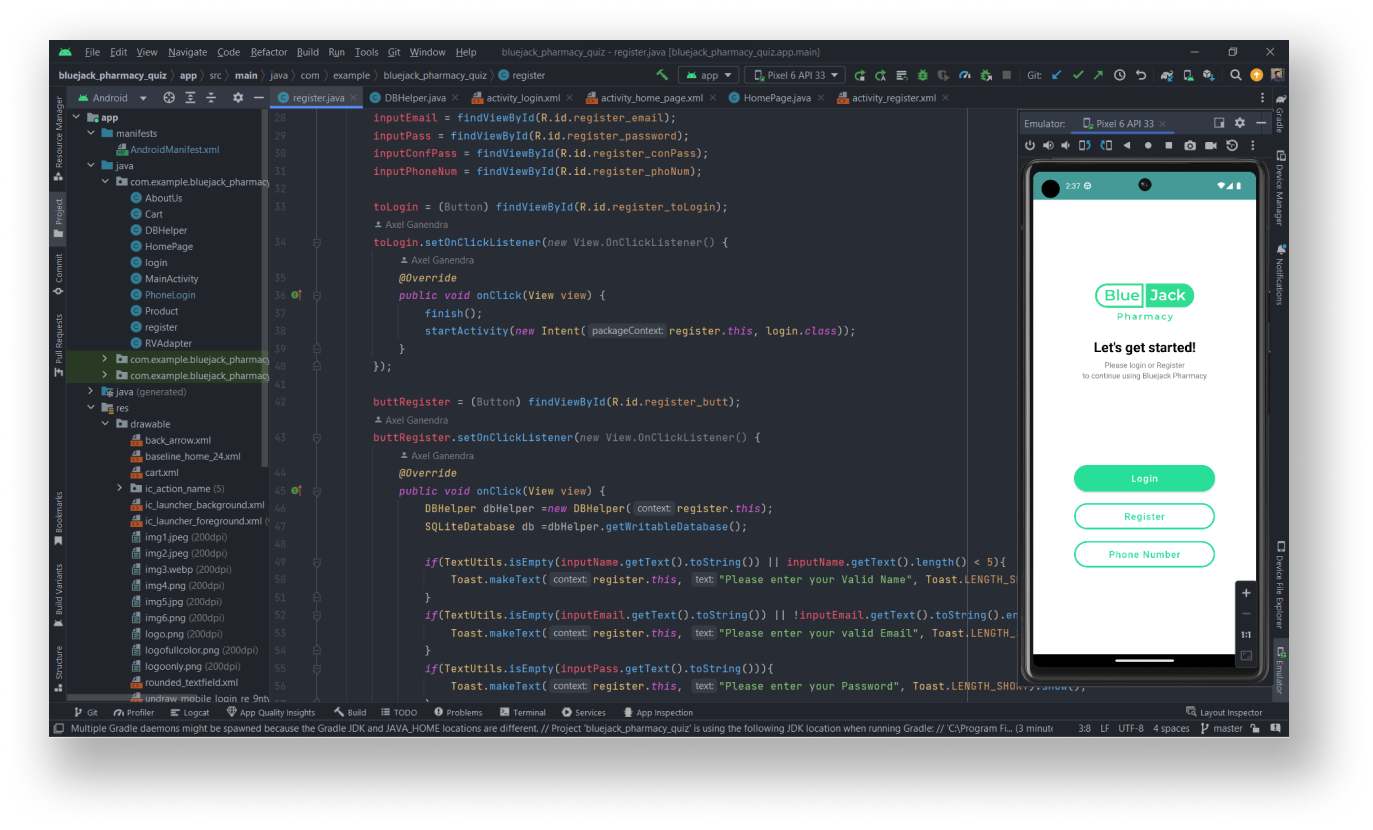 File Edit View Navigate Code Refactor Build Run Tools Git Window Help bluejack_pharmacy_quiz - register.java [bluejack_pharmacy_quiz.app.main]
bluejack_pharmacy_quiz app src main java com example bluejack_pharmacy_quiz register app Pixel 6 API 33 Git:
Android register.java DBHelper.java activity_login.xml activity_home_page.xml HomePage.java activity_register.xml
Resource Manager
Project
Commit
Pull Requests
Bookmarks
Build Variants
Structure
app
manifests
AndroidManifest.xml
java
com.example.bluejack_pharmacy
AboutUs
Cart
DBHelper
HomePage
login
MainActivity
PhoneLogin
Product
register
RVAdapter
com.example.bluejack_pharmacy
com.example.bluejack_pharmacy
java (generated)
res
drawable
back_arrow.xml
baseline_home_24.xml
cart.xml
ic_action_name (5)
ic_launcher_background.xml
ic_launcher_foreground.xml (
img1.jpeg (200dpi)
img2.jpeg (200dpi)
img3.webp (200dpi)
img4.png (200dpi)
img5.jpg (200dpi)
img6.png (200dpi)
logo.png (200dpi)
logofullcolor.png (200dpi)
logoonly.png (200dpi)
rounded_textfield.xml
undraw_mobile_login_re_9nty
28 inputEmail = findViewById(R.id.register_email);
29 inputPass = findViewById(R.id.register_password);
30 inputConfPass = findViewById(R.id.register_conPass);
31 inputPhoneNum = findViewById(R.id.register_phoNum);
32
33 toLogin = (Button) findViewById(R.id.register_toLogin);
Axel Ganendra
34 toLogin.setOnClickListener(new View.OnClickListener() {
Axel Ganendra
35 @Override
36 public void onClick(View view) {
37 finish();
38 startActivity(new Intent( packageContext: register.this, login.class));
39 }
40 });
41
42 buttRegister = (Button) findViewById(R.id.register_butt);
Axel Ganendra
43 buttRegister.setOnClickListener(new View.OnClickListener() {
Axel Ganendra
44 @Override
45 public void onClick(View view) {
46 DBHelper dbHelper =new DBHelper( context: register.this);
47 SQLiteDatabase db =dbHelper.getWritableDatabase();
48
49 if(TextUtils.isEmpty(inputName.getText().toString()) || inputName.getText().length() < 5){
50 Toast.makeText( context: register.this, text: "Please enter your Valid Name", Toast.LENGTH_SH
51 }
52 if(TextUtils.isEmpty(inputEmail.getText().toString()) || !inputEmail.getText().toString().en
53 Toast.makeText( context: register.this, text: "Please enter your valid Email", Toast.LENGTH_
54 }
55 if(TextUtils.isEmpty(inputPass.getText().toString())){
56 Toast.makeText( context: register.this, text: "Please enter your Password", Toast.LENGTH_SHORT).show();
Emulator: Pixel 6 API 33
2:37
Blue Jack
Pharmacy
Let's get started!
Please login or Register
to continue using Bluejack Pharmacy
Login
Register
Phone Number
1:1
Gradle
Device Manager
Notifications
Device File Explorer
Emulator
Git Profiler Logcat App Quality Insights Build TODO Problems Terminal Services App Inspection Layout Inspector
Multiple Gradle daemons might be spawned because the Gradle JDK and JAVA_HOME locations are different. // Project 'bluejack_pharmacy_quiz' is using the following JDK location when running Gradle: // 'C:\Program Fi... (3 minute 3:8 LF UTF-8 4 spaces master